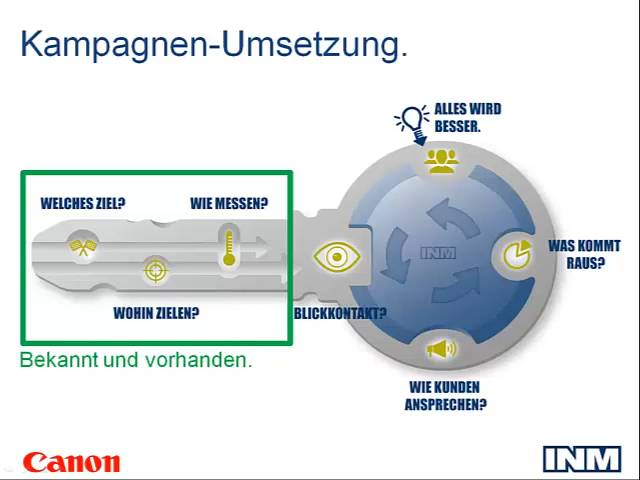 Kampagnen-Umsetzung.
ALLES WIRD
BESSER.
WELCHES ZIEL?
WIE MESSEN?
INM
WAS KOMMT
RAUS?
WOHIN ZIELEN?
BLICKKONTAKT?
Bekannt und vorhanden.
WIE KUNDEN
ANSPRECHEN?
Canon
INM